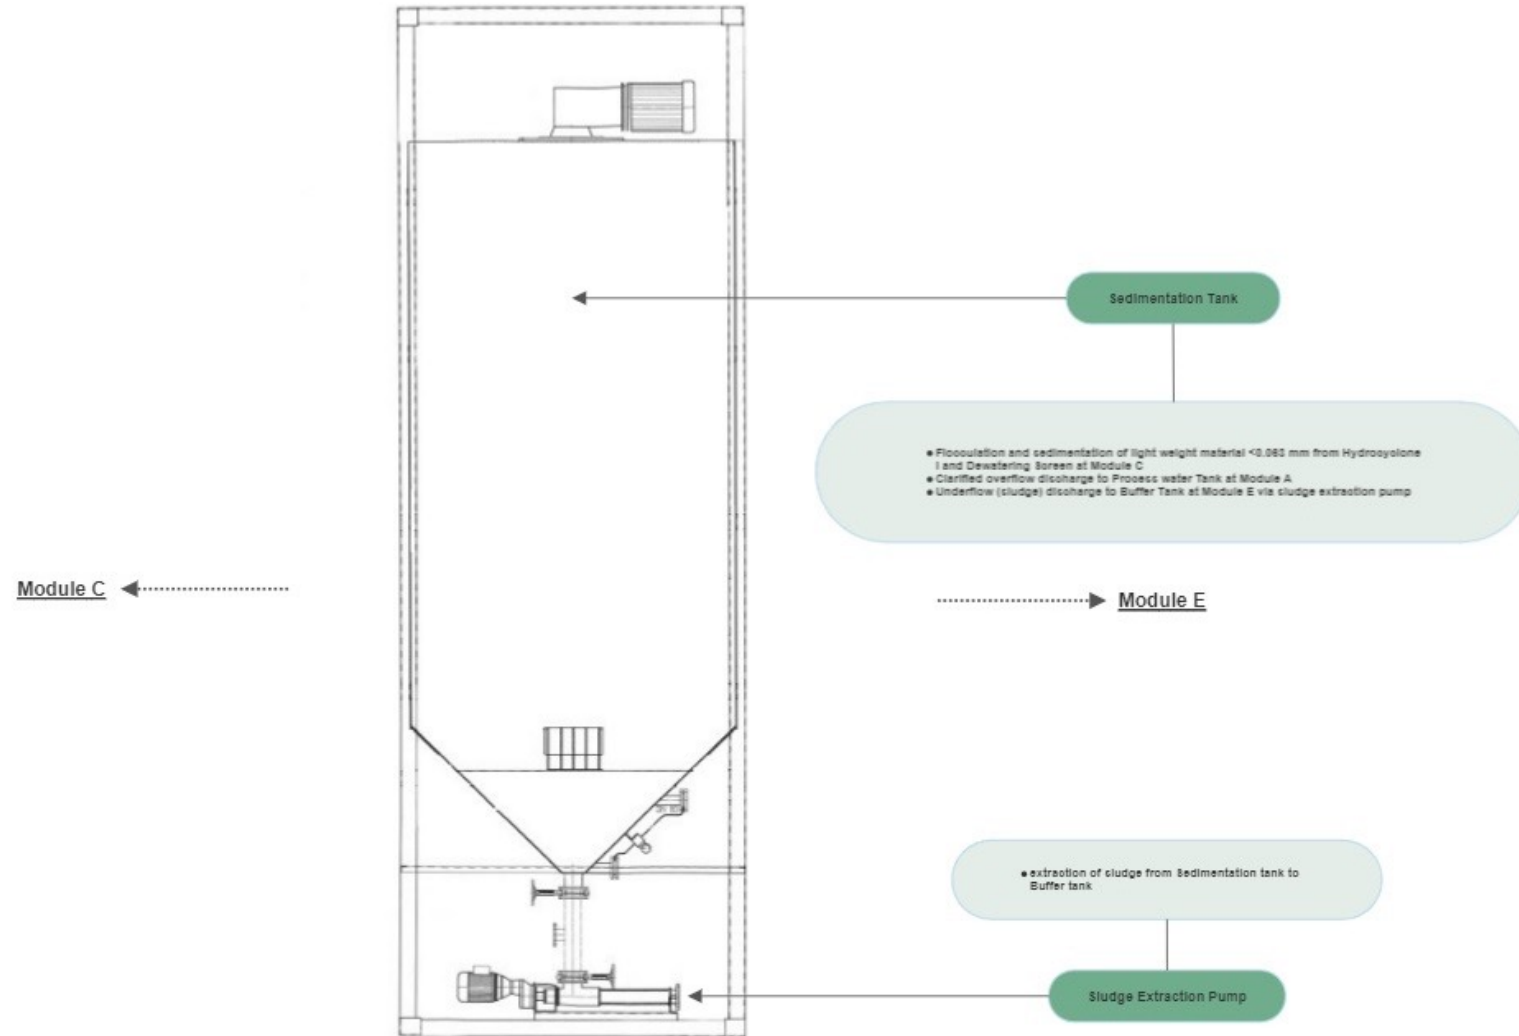 Sedimentation Tank
● Flocculation and sedimentation of light weight material <0.063 mm from Hydrocyclone
I and Dewatering Screen at Module C
● Clarified overflow discharge to Process water Tank at Module A
● Underflow (sludge) discharge to Buffer Tank at Module E via sludge extraction pump
Module C
Module E
● extraction of sludge from Sedimentation tank to
Buffer tank
Sludge Extraction Pump